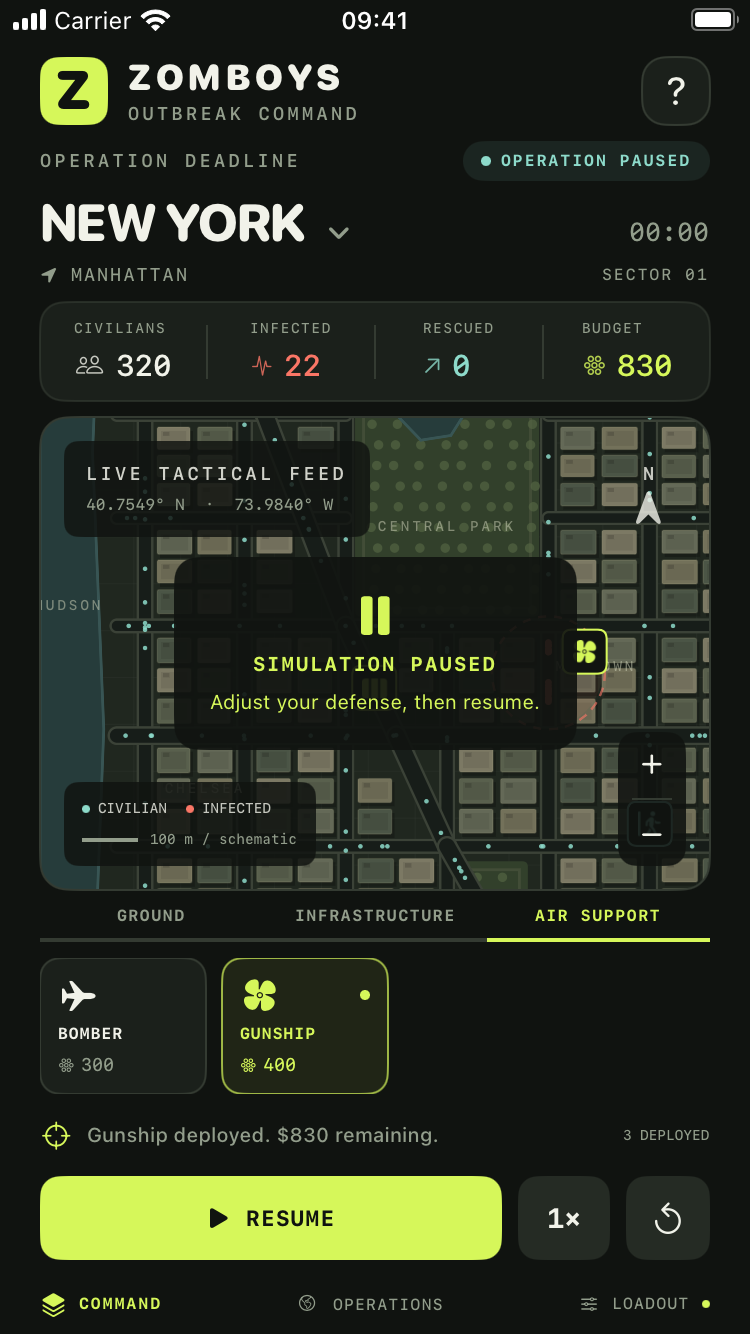 Carrier 09:41
Z ZOMBOYS
OUTBREAK COMMAND
?
OPERATION DEADLINE
OPERATION PAUSED
NEW YORK
00:00
MANHATTAN
SECTOR 01
CIVILIANS INFECTED RESCUED BUDGET
320 22 0 830
LIVE TACTICAL FEED
40.7549° N · 73.9840° W
N
CENTRAL PARK
HUDSON
SIMULATION PAUSED
Adjust your defense, then resume.
CHELSEA
CIVILIAN INFECTED
100 m / schematic
+
−
GROUND INFRASTRUCTURE AIR SUPPORT
BOMBER GUNSHIP
300 400
Gunship deployed. $830 remaining.
3 DEPLOYED
RESUME 1×
COMMAND OPERATIONS LOADOUT